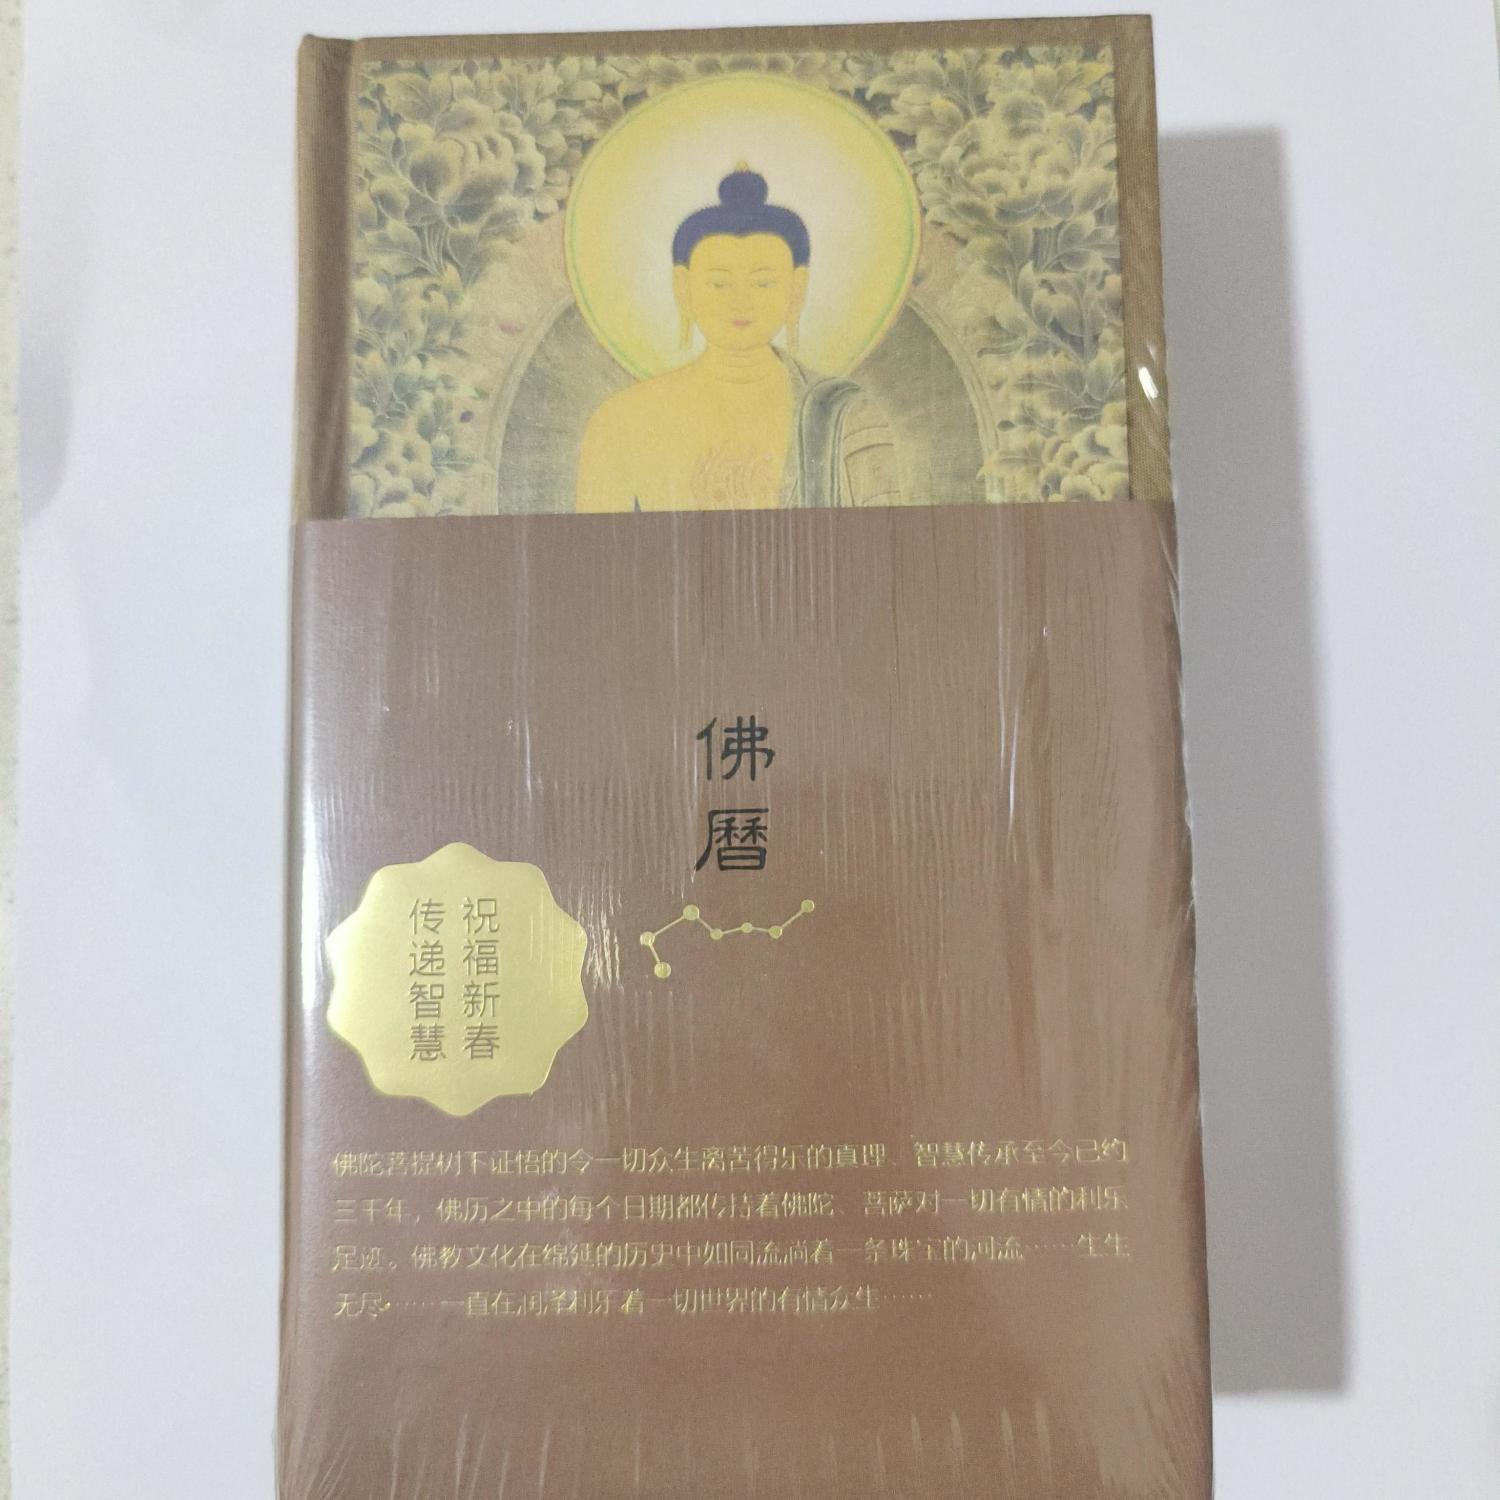 佛
曆
祝福新春
传递智慧
佛陀菩提树下证悟的令一切众生离苦得乐的真理、智慧传承至今已约
三千年，佛历之中的每个日期都传持着佛陀、菩萨对一切有情的利乐
足迹。佛教文化在绵延的历史中如同流淌着一条珠宝的河流……生生
无尽……一直在润泽利乐着一切世界的有情众生……